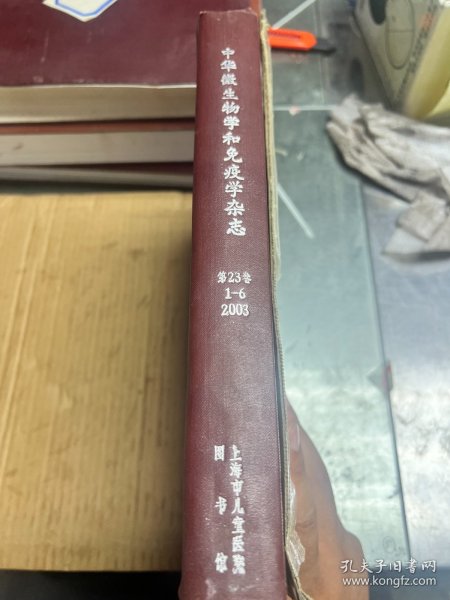 中华微生物学和免疫学杂志
第23卷
1-6
2003
上海市儿童医院
图书馆
孔夫子旧书网
www.kongfz.com